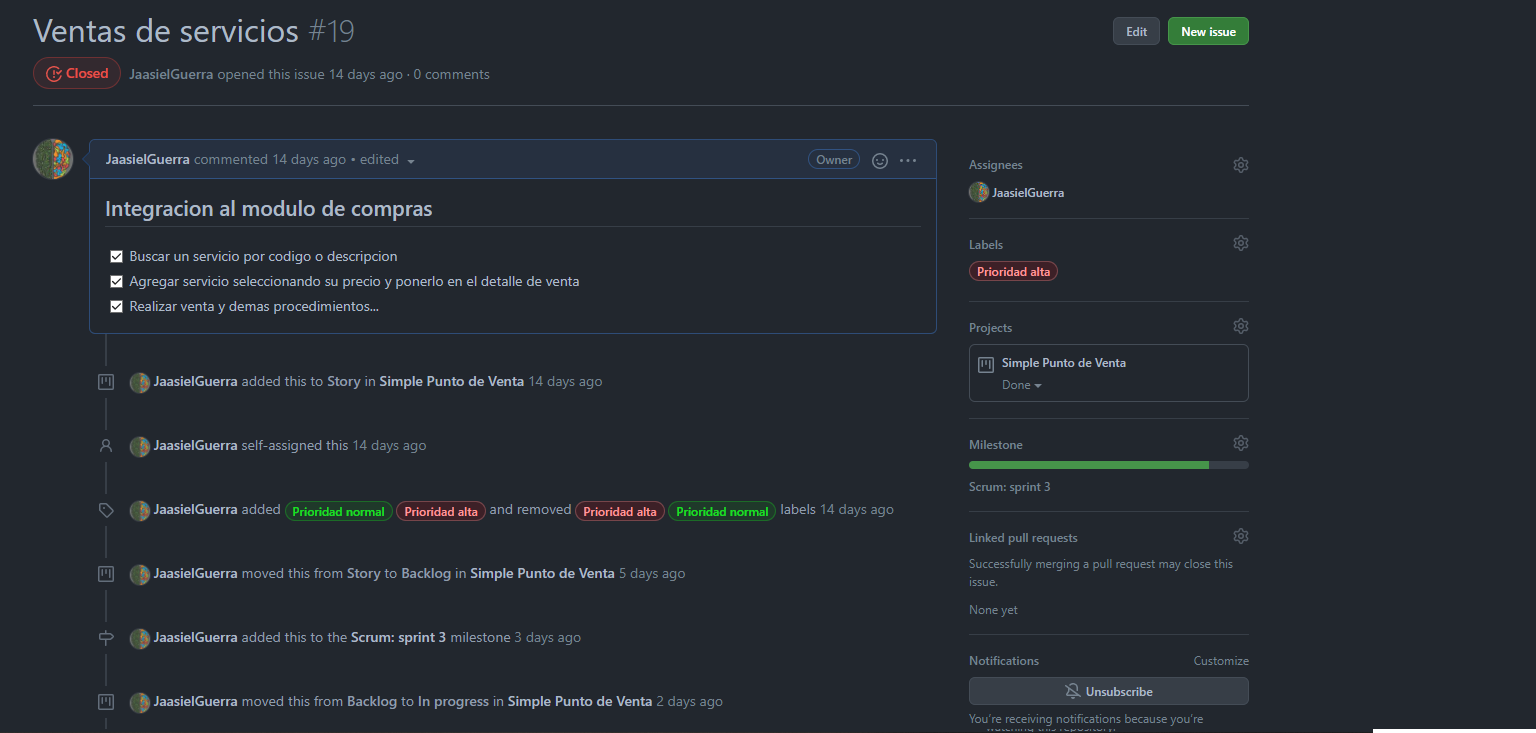 Ventas de servicios #19
Edit
New issue
Closed
JaasielGuerra opened this issue 14 days ago · 0 comments
JaasielGuerra commented 14 days ago • edited
Owner
Integracion al modulo de compras
Buscar un servicio por codigo o descripcion
Agregar servicio seleccionando su precio y ponerlo en el detalle de venta
Realizar venta y demas procedimientos...
JaasielGuerra added this to Story in Simple Punto de Venta 14 days ago
JaasielGuerra self-assigned this 14 days ago
JaasielGuerra added Prioridad normal Prioridad alta and removed Prioridad alta Prioridad normal labels 14 days ago
JaasielGuerra moved this from Story to Backlog in Simple Punto de Venta 5 days ago
JaasielGuerra added this to the Scrum: sprint 3 milestone 3 days ago
JaasielGuerra moved this from Backlog to In progress in Simple Punto de Venta 2 days ago
Assignees
JaasielGuerra
Labels
Prioridad alta
Projects
Simple Punto de Venta
Done
Milestone
Scrum: sprint 3
Linked pull requests
Successfully merging a pull request may close this
issue.
None yet
Notifications
Customize
Unsubscribe
You're receiving notifications because you're
watching this repository.